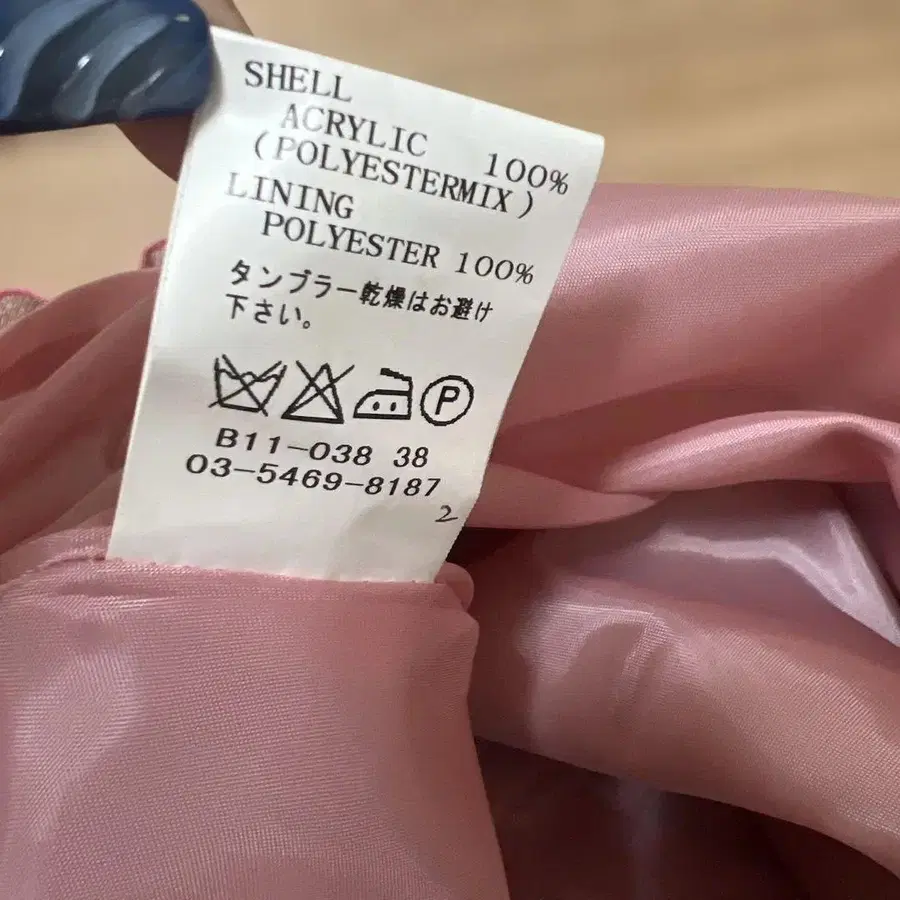 SHELL
ACRYLIC 100%
(POLYESTERMIX)
LINING
POLYESTER 100%
タンブラー乾燥はお避け
下さい。
P
B11-038 38
03-5469-8187
2